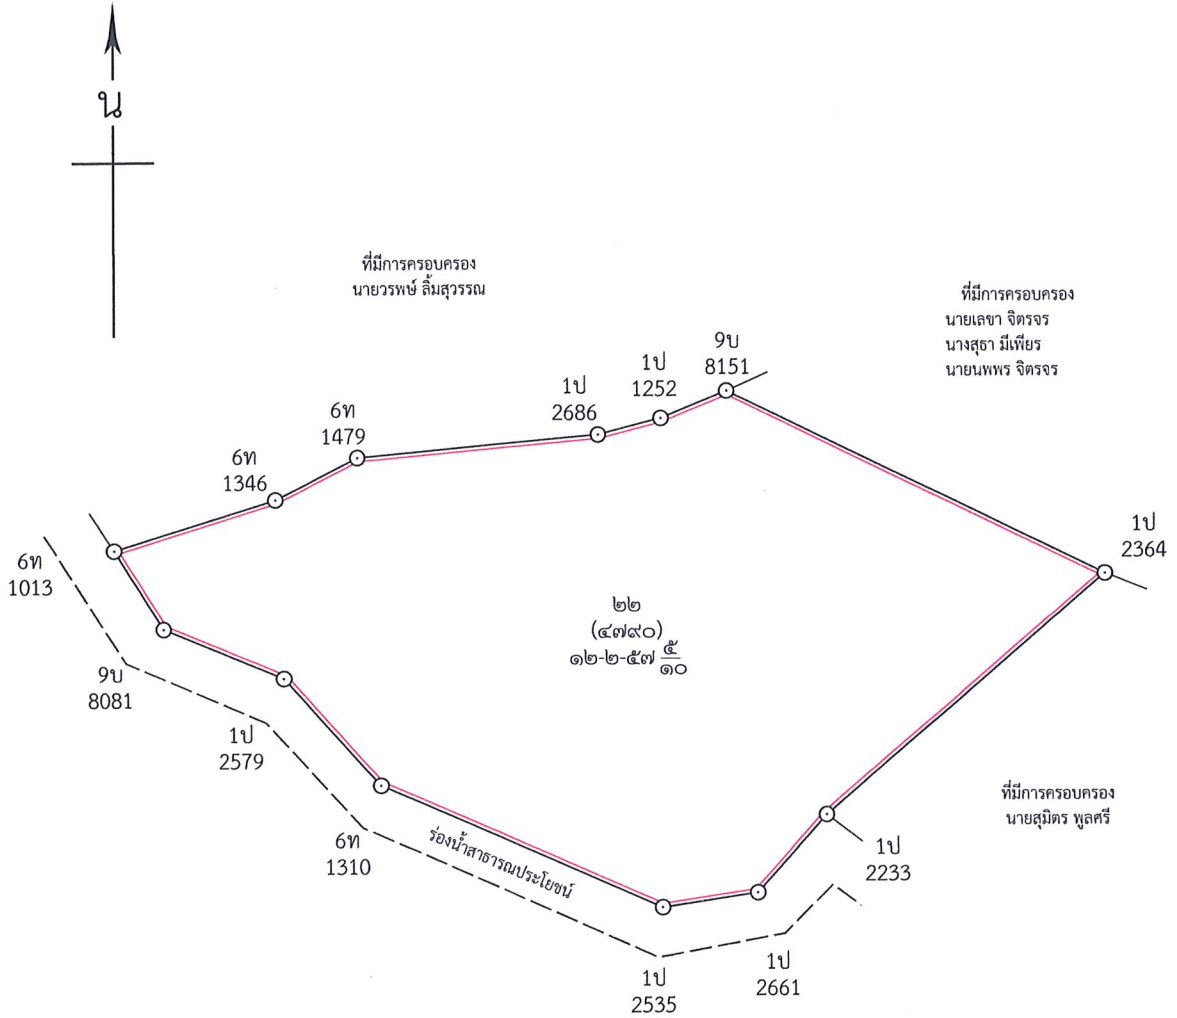 น
ที่มีการครอบครอง
นายวรพษ์ ลิ้มสุวรรณ
ที่มีการครอบครอง
นายเลขา จิตรจร
นางสุธา มีเพียร
นายนพพร จิตรจร
9บ
8151
1ป
1252
1ป
2686
6ท
1479
6ท
1346
1ป
2364
6ท
1013
๒๒
(๔๗๙๐)
๑๒-๒-๕๗ ๕/๑๐
9บ
8081
1ป
2579
ที่มีการครอบครอง
นายสุมิตร พูลศรี
6ท
1310
ร่องน้ำสาธารณประโยชน์
1ป
2233
1ป
2661
1ป
2535